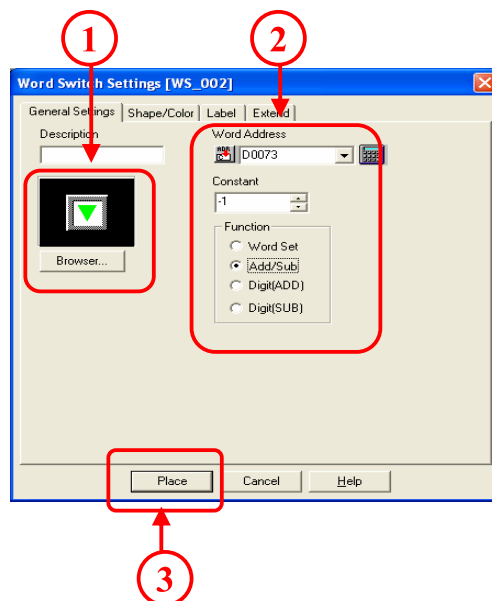 1
2
Word Switch Settings [WS_002]
General Settings Shape/Color Label Extend
Description
Word Address
D0073
Constant
-1
Function
Word Set
Add/Sub
Digit(ADD)
Digit(SUB)
Browser...
Place Cancel Help
3